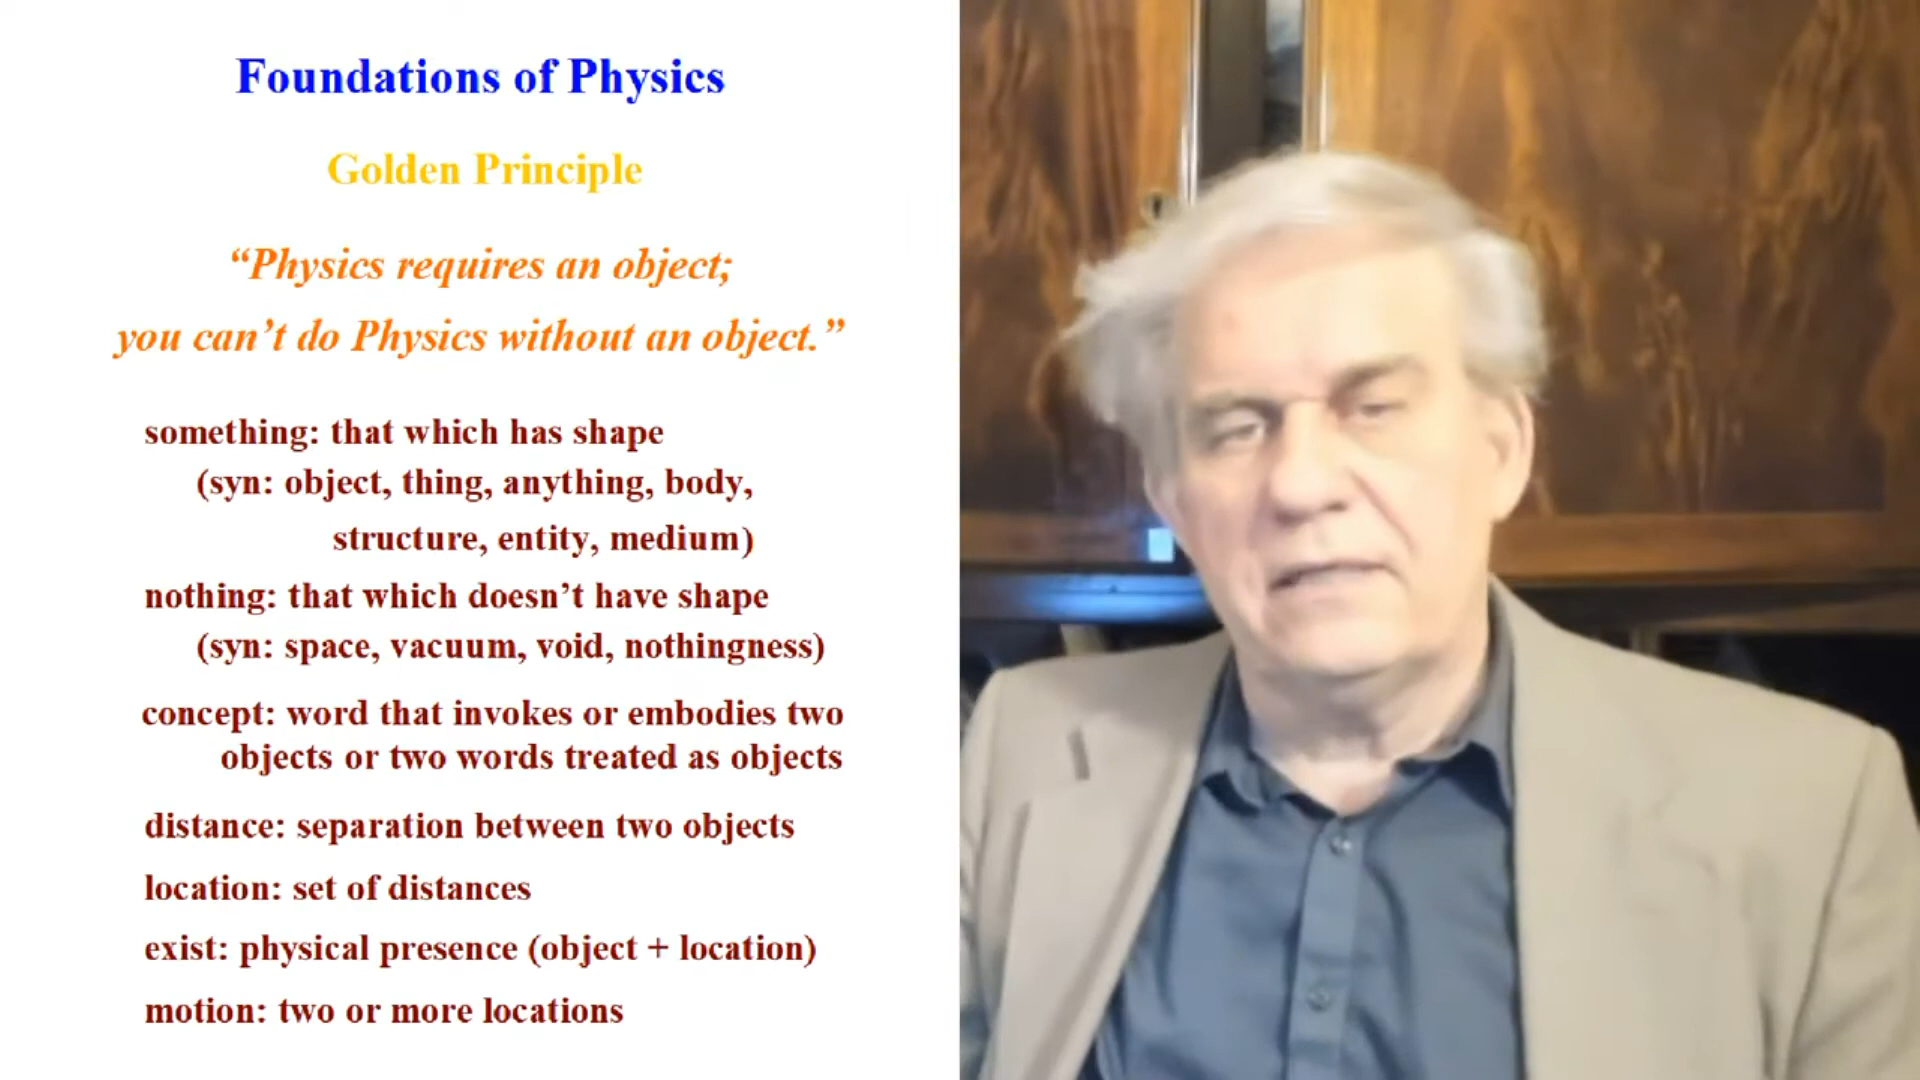 Foundations of Physics
Golden Principle
“Physics requires an object;
you can’t do Physics without an object.”
something: that which has shape
(syn: object, thing, anything, body,
structure, entity, medium)
nothing: that which doesn’t have shape
(syn: space, vacuum, void, nothingness)
concept: word that invokes or embodies two
objects or two words treated as objects
distance: separation between two objects
location: set of distances
exist: physical presence (object + location)
motion: two or more locations